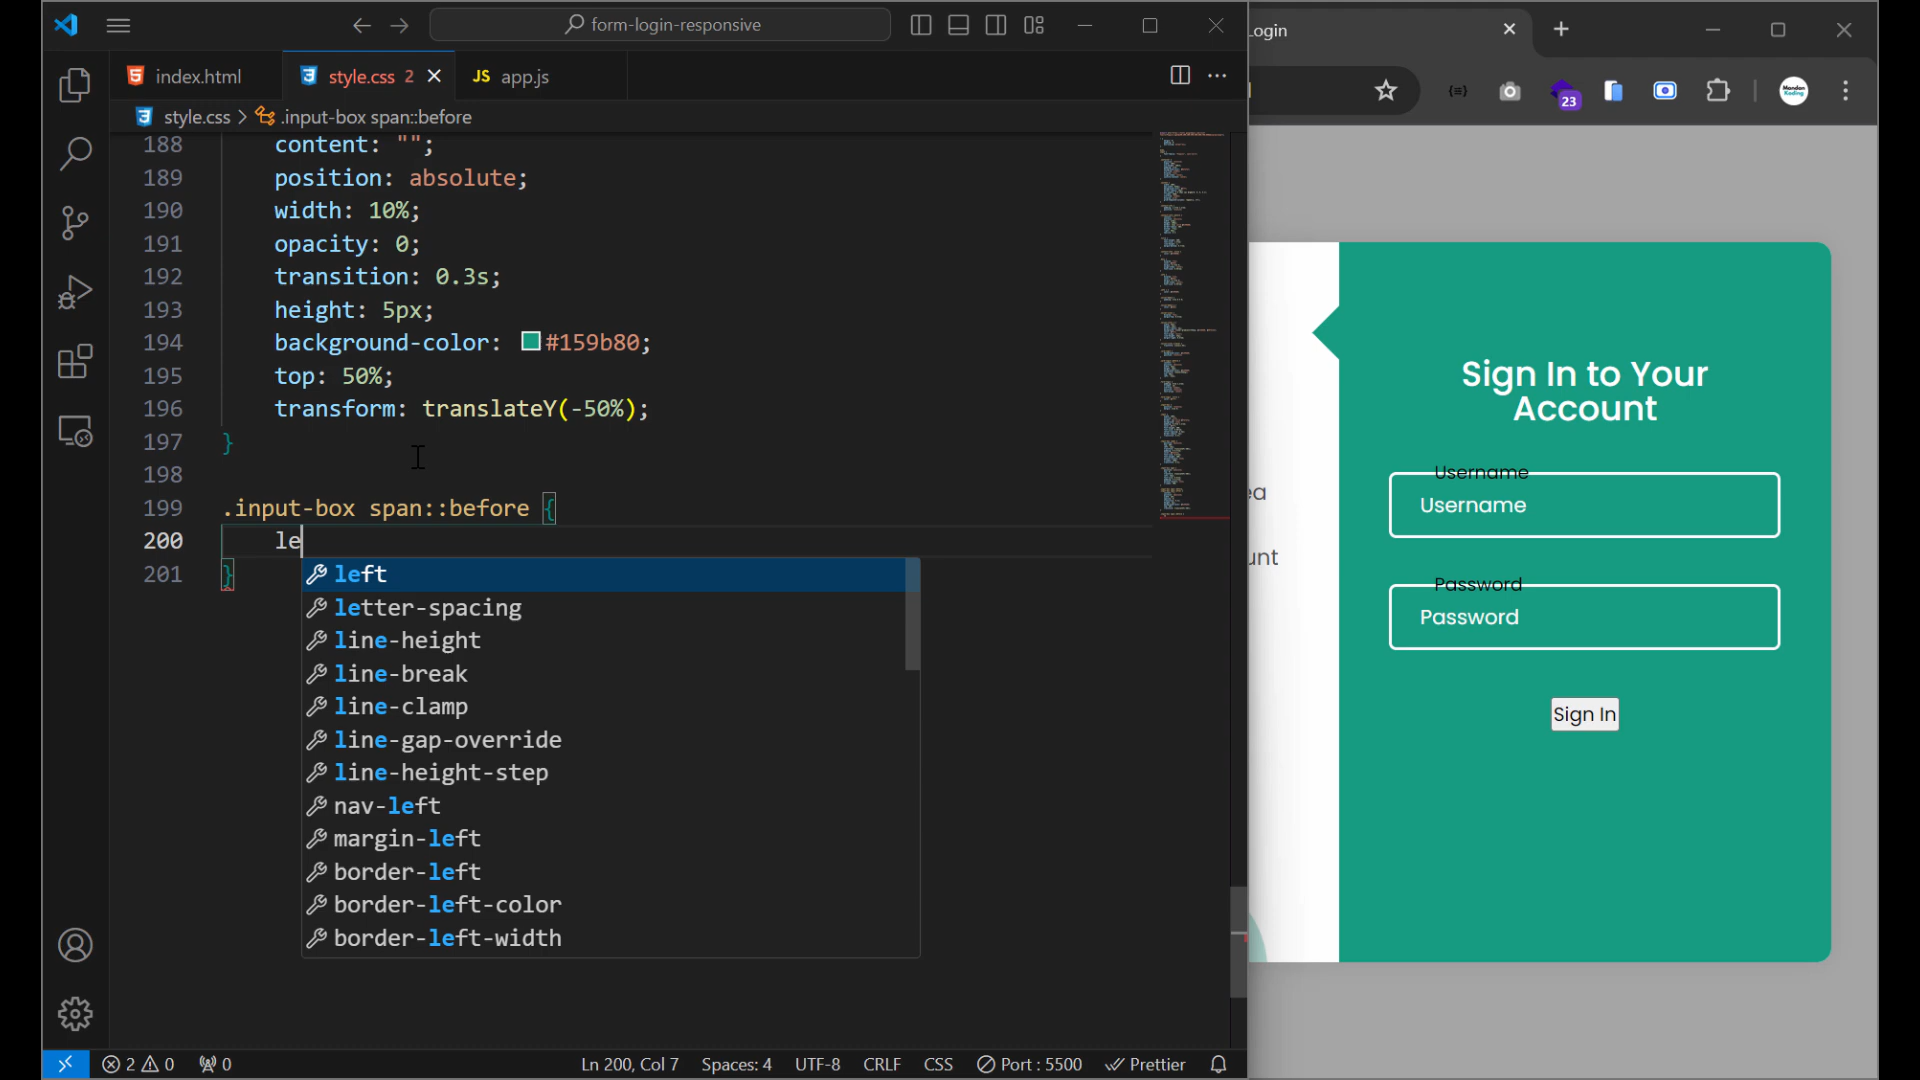 form-login-responsive
index.html
style.css 2
JS app.js
style.css > .input-box span::before
188 content: "";
189 position: absolute;
190 width: 10%;
191 opacity: 0;
192 transition: 0.3s;
193 height: 5px;
194 background-color: #159b80;
195 top: 50%;
196 transform: translateY(-50%);
197 }
198
199 .input-box span::before {
200 le
201 }
left
letter-spacing
line-height
line-break
line-clamp
line-gap-override
line-height-step
nav-left
margin-left
border-left
border-left-color
border-left-width
2 0 0
Ln 200, Col 7 Spaces: 4 UTF-8 CRLF CSS Port : 5500 Prettier
Login
23
Sign In to Your
Account
Username
Username
ea
unt
Password
Password
Sign In